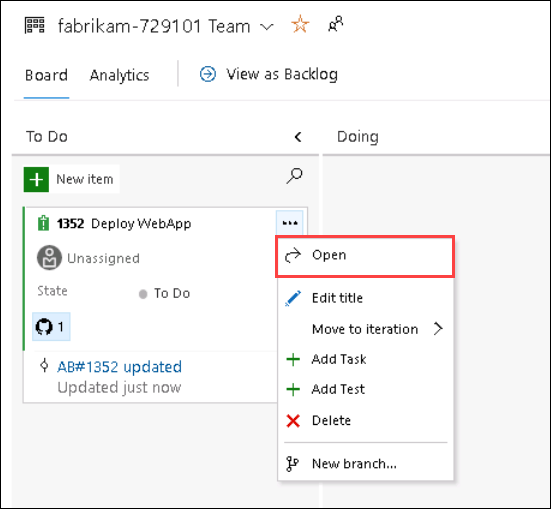 fabrikam-729101 Team
Board Analytics View as Backlog
To Do Doing
New item
1352 Deploy WebApp
Unassigned
State To Do
1
AB#1352 updated
Updated just now
Open
Edit title
Move to iteration
Add Task
Add Test
Delete
New branch...